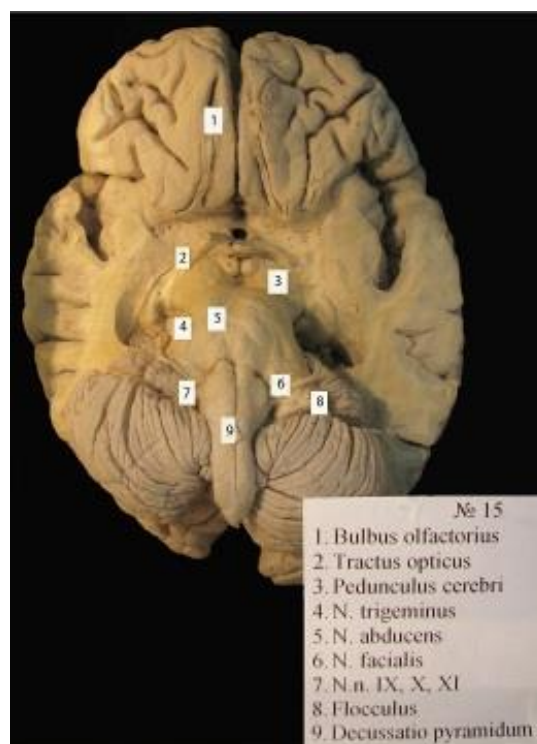 1
2
3
5
4
6
7
8
9
№ 15
1. Bulbus olfactorius
2. Tractus opticus
3. Pedunculus cerebri
4. N. trigeminus
5. N. abducens
6. N. facialis
7. N.n. IX, X, XI
8. Flocculus
9. Decussatio pyramidum